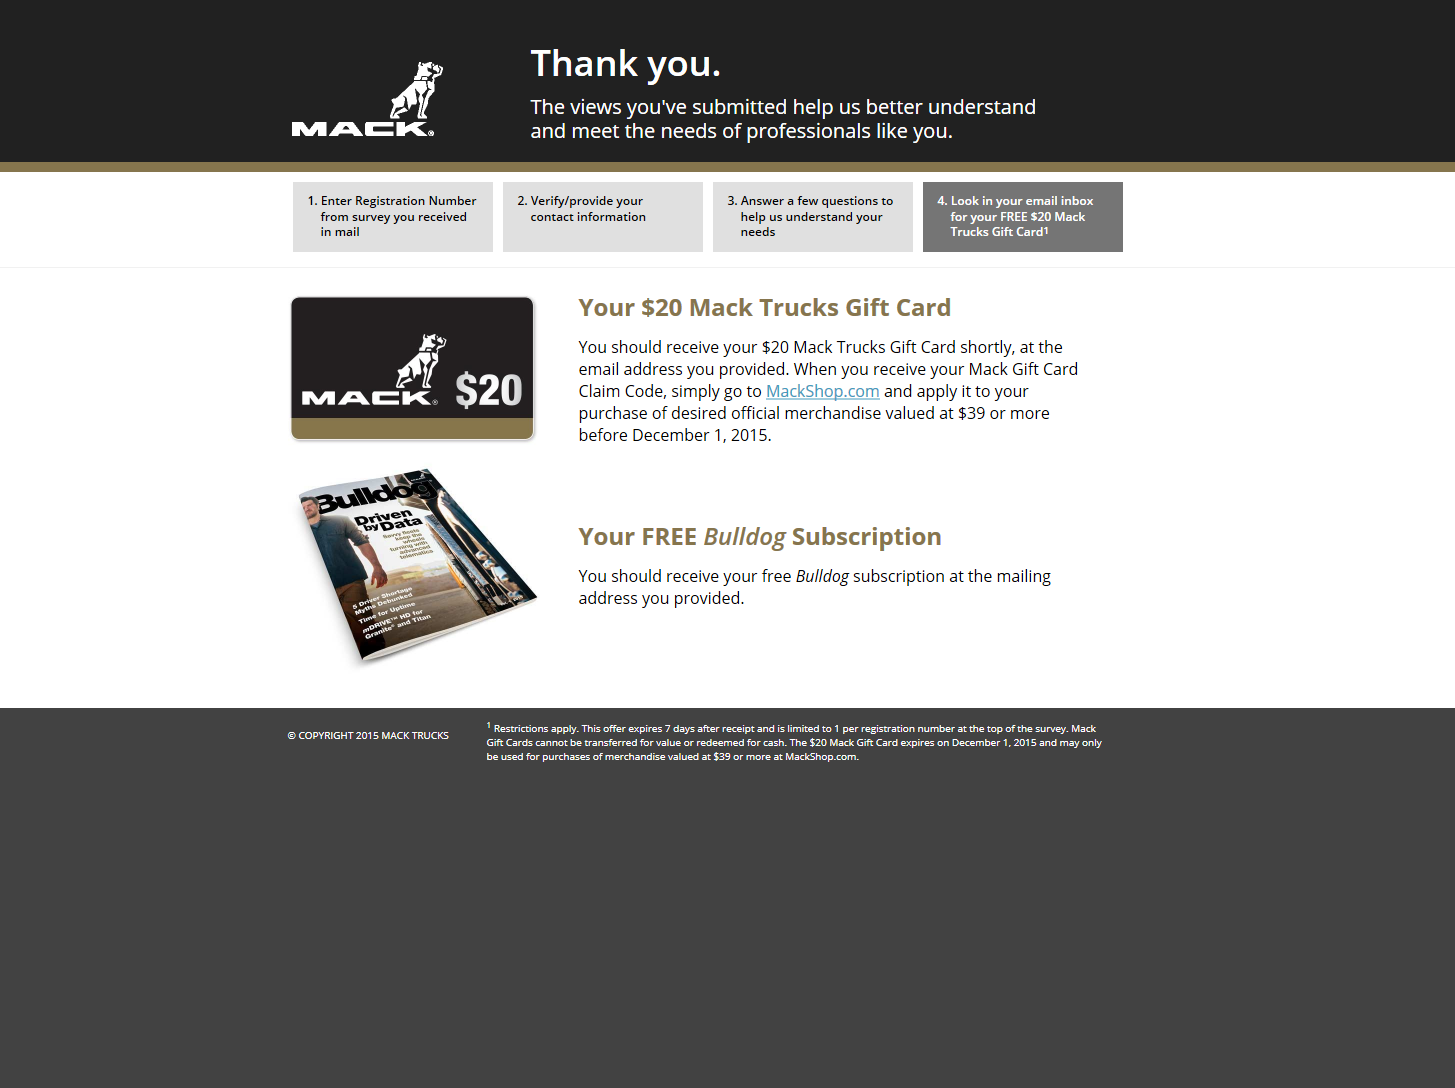 Thank you.
The views you've submitted help us better understand
and meet the needs of professionals like you.
MACK®
1. Enter Registration Number
from survey you received
in mail
2. Verify/provide your
contact information
3. Answer a few questions to
help us understand your
needs
4. Look in your email inbox
for your FREE $20 Mack
Trucks Gift Card1
MACK® $20
Your $20 Mack Trucks Gift Card
You should receive your $20 Mack Trucks Gift Card shortly, at the
email address you provided. When you receive your Mack Gift Card
Claim Code, simply go to MackShop.com and apply it to your
purchase of desired official merchandise valued at $39 or more
before December 1, 2015.
Bulldog
Driven
by Data
Savvy fleets
keep the
wheels
turning with
advanced
telematics
5 Driver Shortage
Myths Debunked
Time for Uptime
mDRIVE™ HD for
Granite® and Titan
Your FREE Bulldog Subscription
You should receive your free Bulldog subscription at the mailing
address you provided.
© COPYRIGHT 2015 MACK TRUCKS
1 Restrictions apply. This offer expires 7 days after receipt and is limited to 1 per registration number at the top of the survey. Mack
Gift Cards cannot be transferred for value or redeemed for cash. The $20 Mack Gift Card expires on December 1, 2015 and may only
be used for purchases of merchandise valued at $39 or more at MackShop.com.